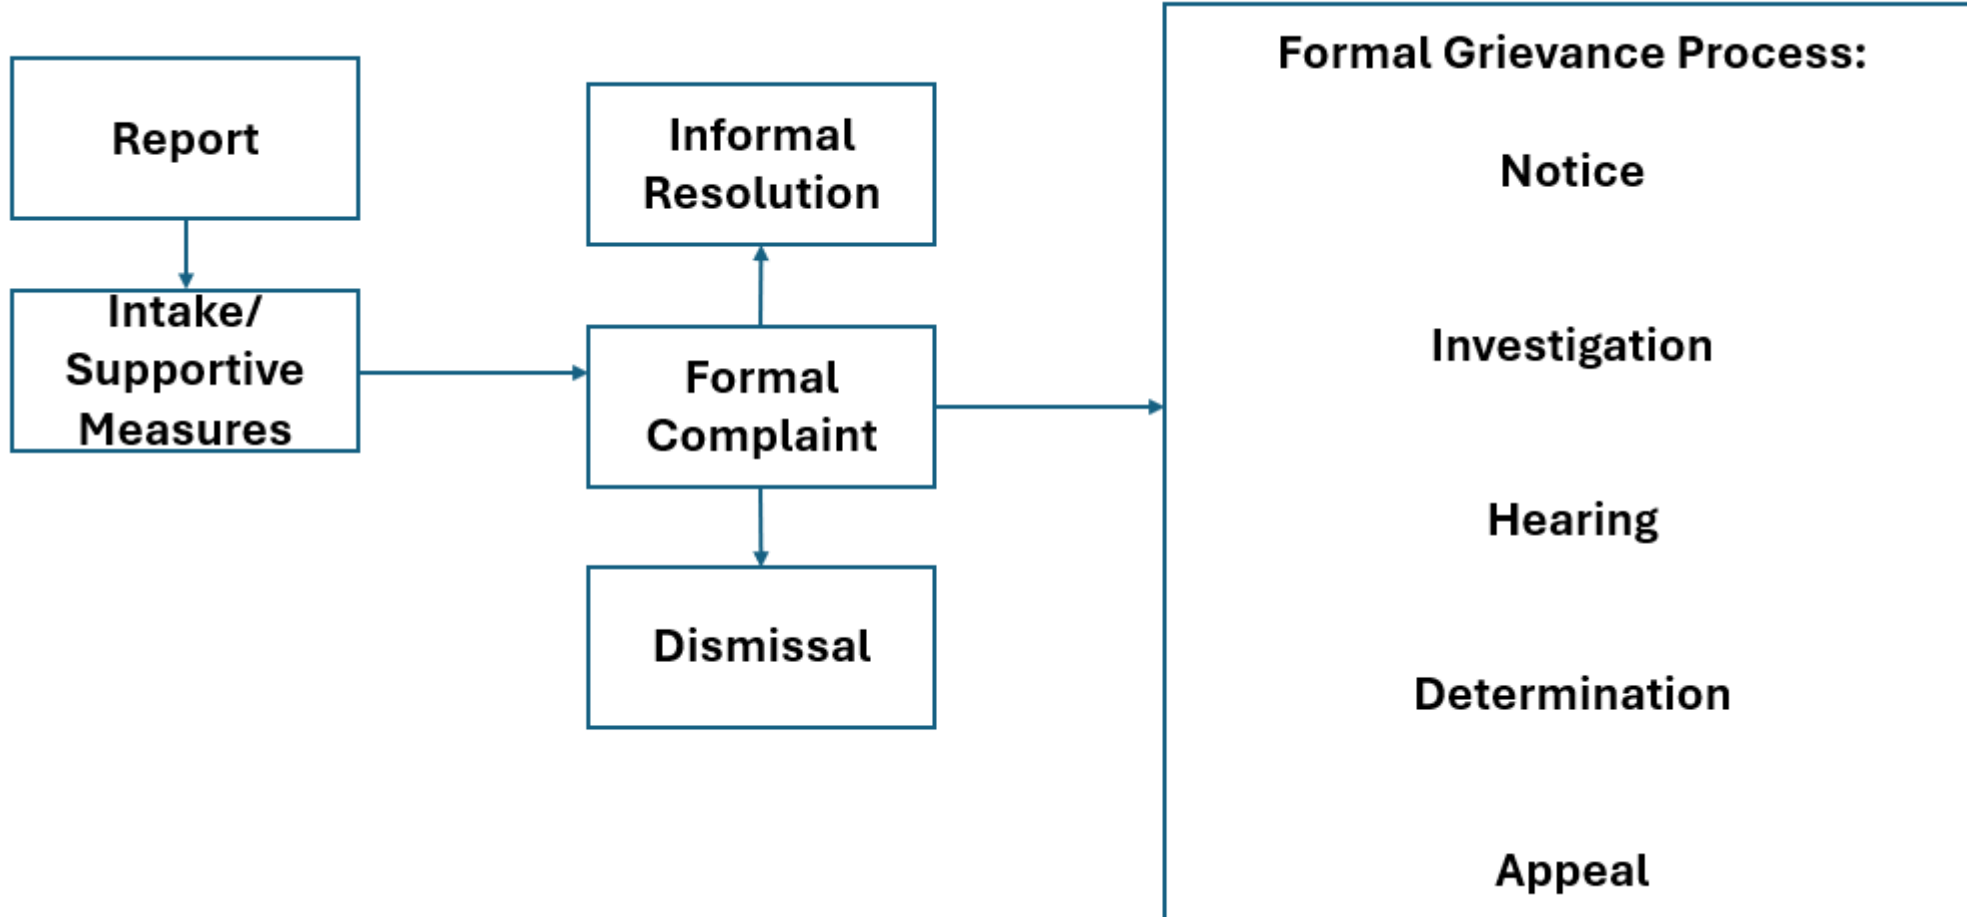 Report
Intake/
Supportive
Measures
Informal
Resolution
Formal
Complaint
Dismissal
Formal Grievance Process:
Notice
Investigation
Hearing
Determination
Appeal